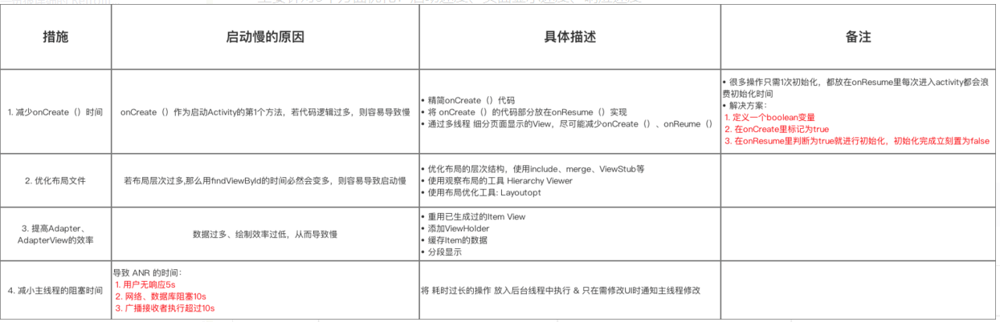 措施
启动慢的原因
具体描述
备注
1. 减少onCreate（）时间
onCreate（）作为启动Activity的第1个方法，若代码逻辑过多，则容易导致慢
• 精简onCreate（）代码
• 将 onCreate（）的代码部分放在onResume（）实现
• 通过多线程 细分页面显示的View，尽可能减少onCreate（）、onReume（）
• 很多操作只需1次初始化，都放在onResume里每次进入activity都会浪
费初始化时间
• 解决方案：
1. 定义一个boolean变量
2. 在onCreate里标记为true
3. 在onResume里判断为true就进行初始化，初始化完成立刻置为false
2. 优化布局文件
若布局层次过多,那么用findViewById的时间必然会变多，则容易导致启动慢
• 优化布局的层次结构，使用include、merge、ViewStub等
• 使用观察布局的工具 Hierarchy Viewer
• 使用布局优化工具: Layoutopt
3. 提高Adapter、
AdapterView的效率
数据过多、绘制效率过低，从而导致慢
• 重用已生成过的Item View
• 添加ViewHolder
• 缓存Item的数据
• 分段显示
4. 减小主线程的阻塞时间
导致 ANR 的时间：
1. 用户无响应5s
2. 网络、数据库阻塞10s
3. 广播接收者执行超过10s
将 耗时过长的操作 放入后台线程中执行 & 只在需修改UI时通知主线程修改